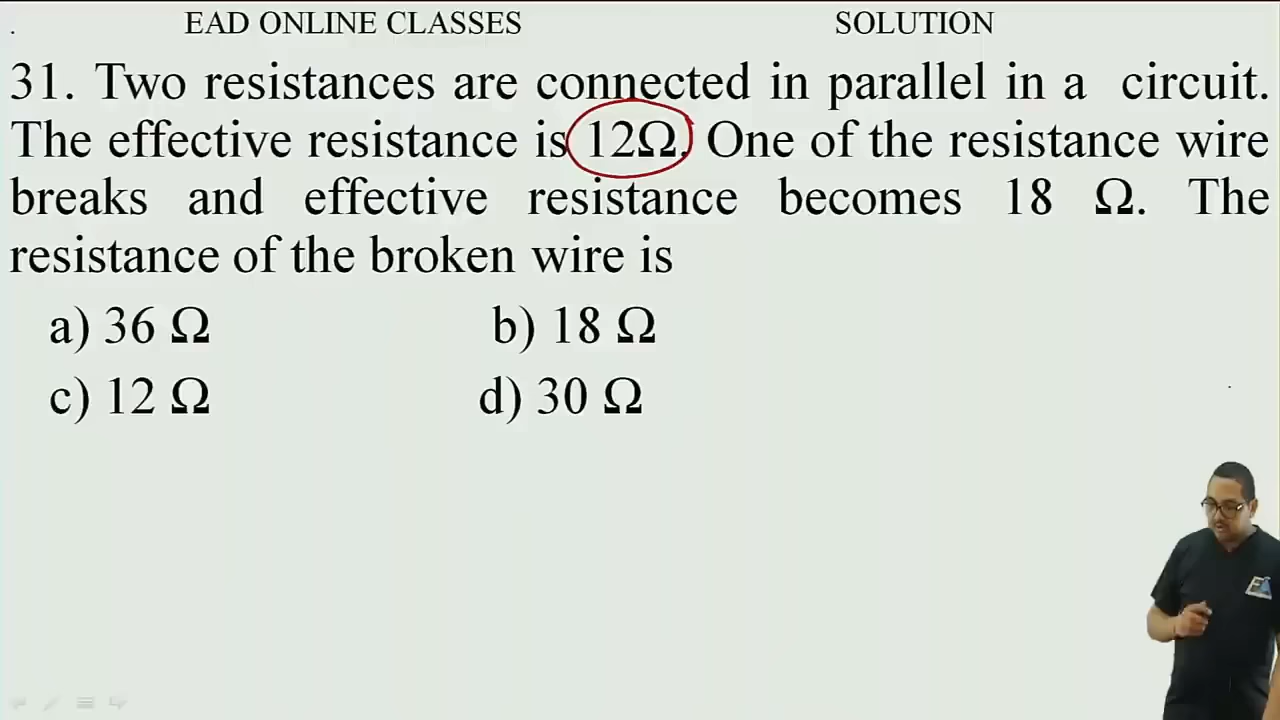 EAD ONLINE CLASSES SOLUTION
31. Two resistances are connected in parallel in a circuit.
The effective resistance is 12Ω. One of the resistance wire
breaks and effective resistance becomes 18 Ω. The
resistance of the broken wire is
a) 36 Ω b) 18 Ω
c) 12 Ω d) 30 Ω